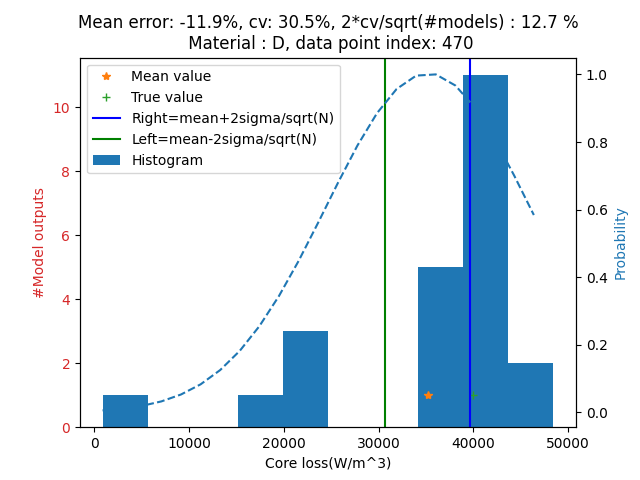 Mean error: -11.9%, cv: 30.5%, 2*cv/sqrt(#models) : 12.7 %
Material : D, data point index: 470
Mean value
True value
Right=mean+2sigma/sqrt(N)
Left=mean-2sigma/sqrt(N)
Histogram
#Model outputs
10
8
6
4
2
0
1.0
0.8
0.6
0.4
0.2
0.0
Probability
0 10000 20000 30000 40000 50000
Core loss(W/m^3)